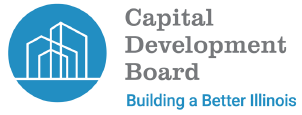 Capital
Development
Board
Building a Better Illinois